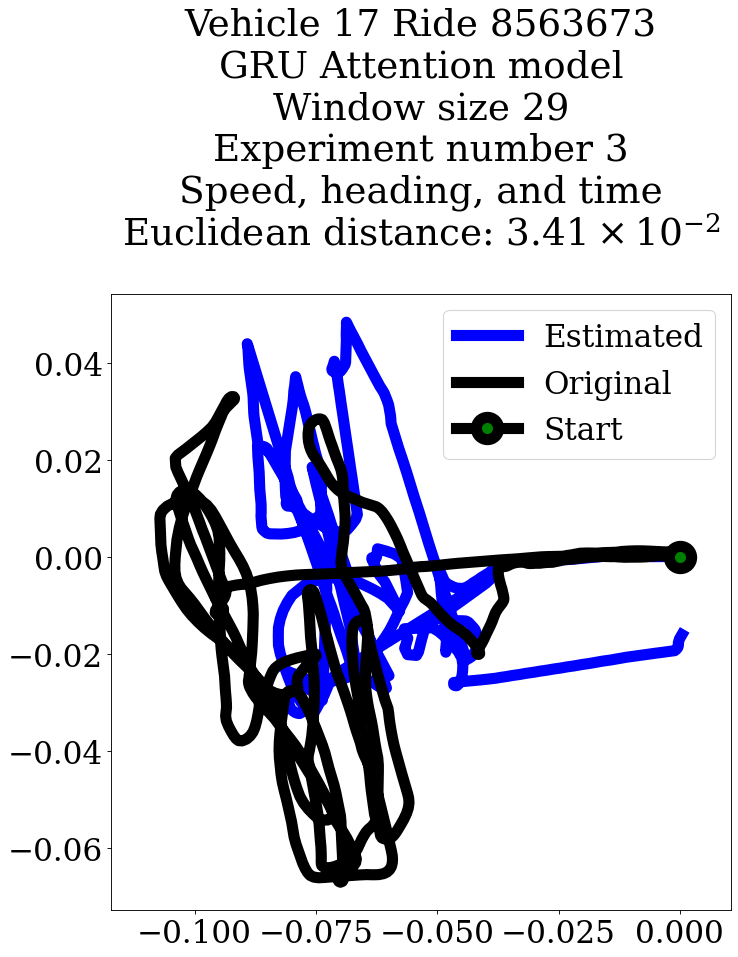 Vehicle 17 Ride 8563673
GRU Attention model
Window size 29
Experiment number 3
Speed, heading, and time
Euclidean distance: 3.41 × 10⁻²
Estimated
Original
Start
0.04
0.02
0.00
−0.02
−0.04
−0.06
−0.100 −0.075 −0.050 −0.025 0.000